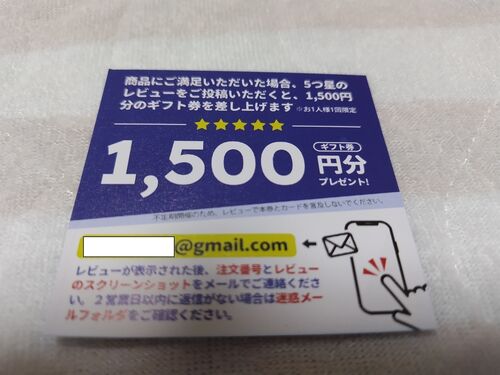 商品にご満足いただいた場合、5つ星の
レビューをご投稿いただくと、1,500円
分のギフト券を差し上げます ※お1人様1回限定
1,500 ギフト券
円分
プレゼント!
不定期開催のため、レビューで本券とカードを言及しないでください。
@gmail.com
レビューが表示された後、注文番号とレビュー
のスクリーンショットをメールでご連絡くださ
い。2営業日以内に返信がない場合は迷惑メー
ルフォルダをご確認ください。